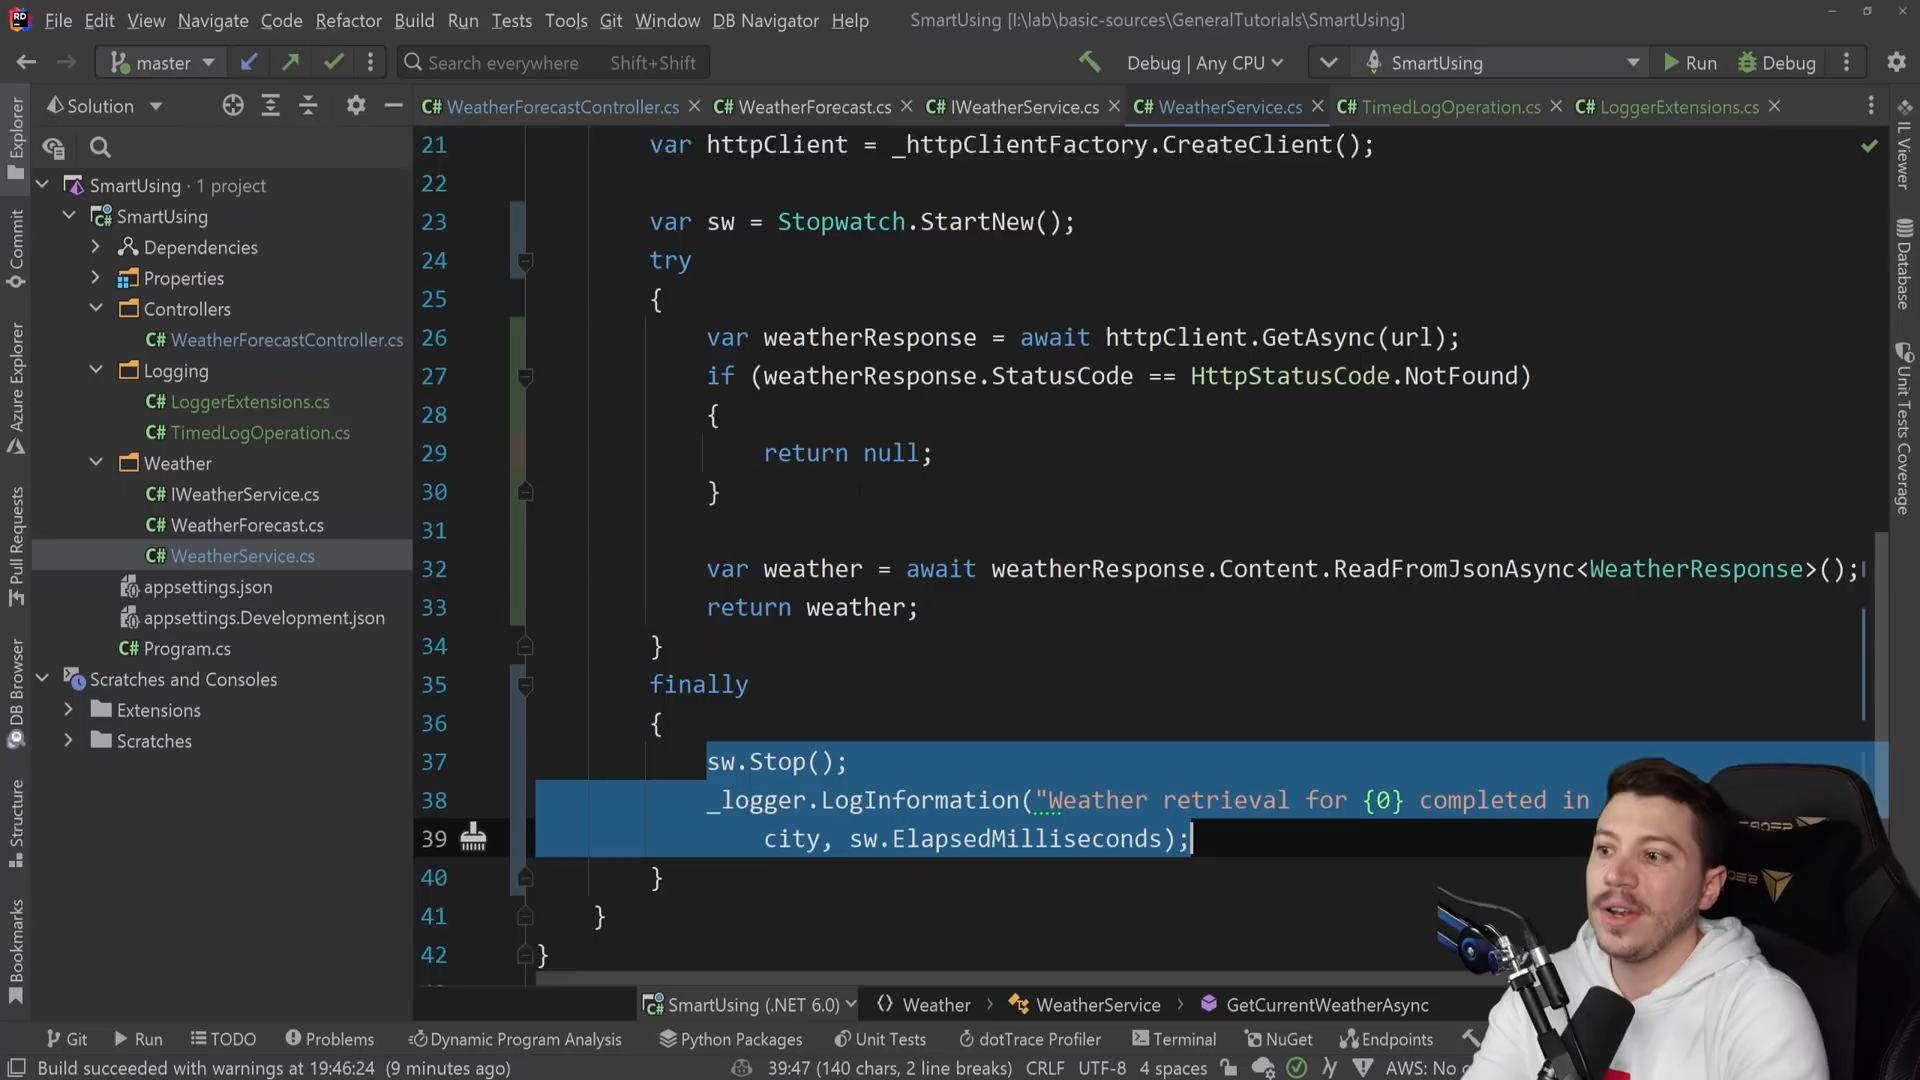 File Edit View Navigate Code Refactor Build Run Tests Tools Git Window DB Navigator Help SmartUsing [I:\lab\basic-sources\GeneralTutorials\SmartUsing]
master Search everywhere Shift+Shift Debug | Any CPU SmartUsing Run Debug
Solution
C# WeatherForecastController.cs C# WeatherForecast.cs C# IWeatherService.cs C# WeatherService.cs C# TimedLogOperation.cs C# LoggerExtensions.cs
Explorer
Commit
Azure Explorer
Pull Requests
DB Browser
Structure
Bookmarks
SmartUsing · 1 project
SmartUsing
Dependencies
Properties
Controllers
C# WeatherForecastController.cs
Logging
C# LoggerExtensions.cs
C# TimedLogOperation.cs
Weather
C# IWeatherService.cs
C# WeatherForecast.cs
C# WeatherService.cs
appsettings.json
appsettings.Development.json
C# Program.cs
Scratches and Consoles
Extensions
Scratches
21 var httpClient = _httpClientFactory.CreateClient();
22
23 var sw = Stopwatch.StartNew();
24 try
25 {
26 var weatherResponse = await httpClient.GetAsync(url);
27 if (weatherResponse.StatusCode == HttpStatusCode.NotFound)
28 {
29 return null;
30 }
31
32 var weather = await weatherResponse.Content.ReadFromJsonAsync<WeatherResponse>();
33 return weather;
34 }
35 finally
36 {
37 sw.Stop();
38 _logger.LogInformation("Weather retrieval for {0} completed in
39 city, sw.ElapsedMilliseconds);
40 }
41 }
42 }
IL Viewer
Database
Unit Tests Coverage
SmartUsing (.NET 6.0) Weather WeatherService GetCurrentWeatherAsync
Git Run TODO Problems Dynamic Program Analysis Python Packages Unit Tests dotTrace Profiler Terminal NuGet Endpoints
Build succeeded with warnings at 19:46:24 (9 minutes ago) 39:47 (140 chars, 2 line breaks) CRLF UTF-8 4 spaces AWS: No